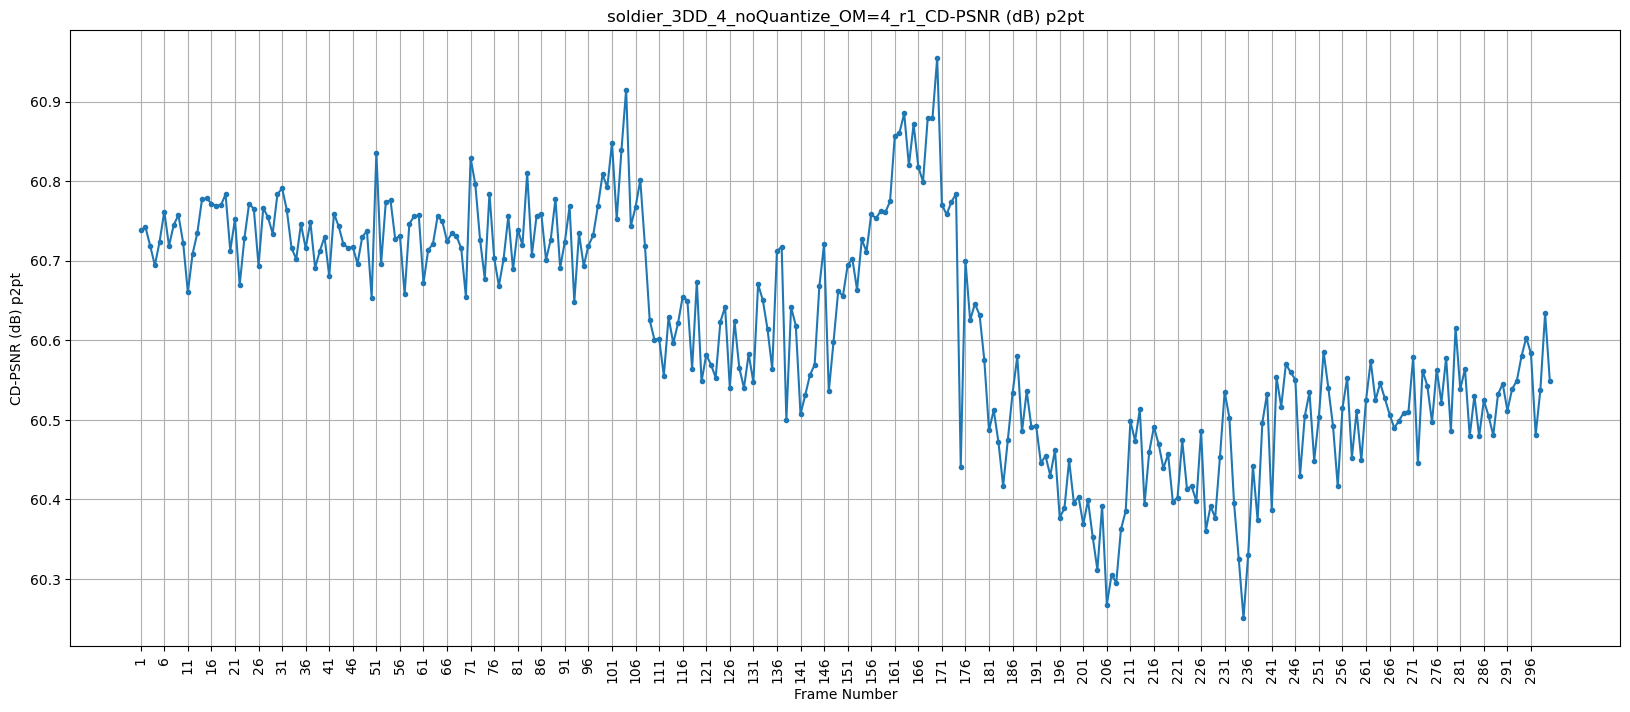 soldier_3DD_4_noQuantize_OM=4_r1_CD-PSNR (dB) p2pt
CD-PSNR (dB) p2pt
60.9
60.8
60.7
60.6
60.5
60.4
60.3
1 6 11 16 21 26 31 36 41 46 51 56 61 66 71 76 81 86 91 96 101 106 111 116 121 126 131 136 141 146 151 156 161 166 171 176 181 186 191 196 201 206 211 216 221 226 231 236 241 246 251 256 261 266 271 276 281 286 291 296
Frame Number